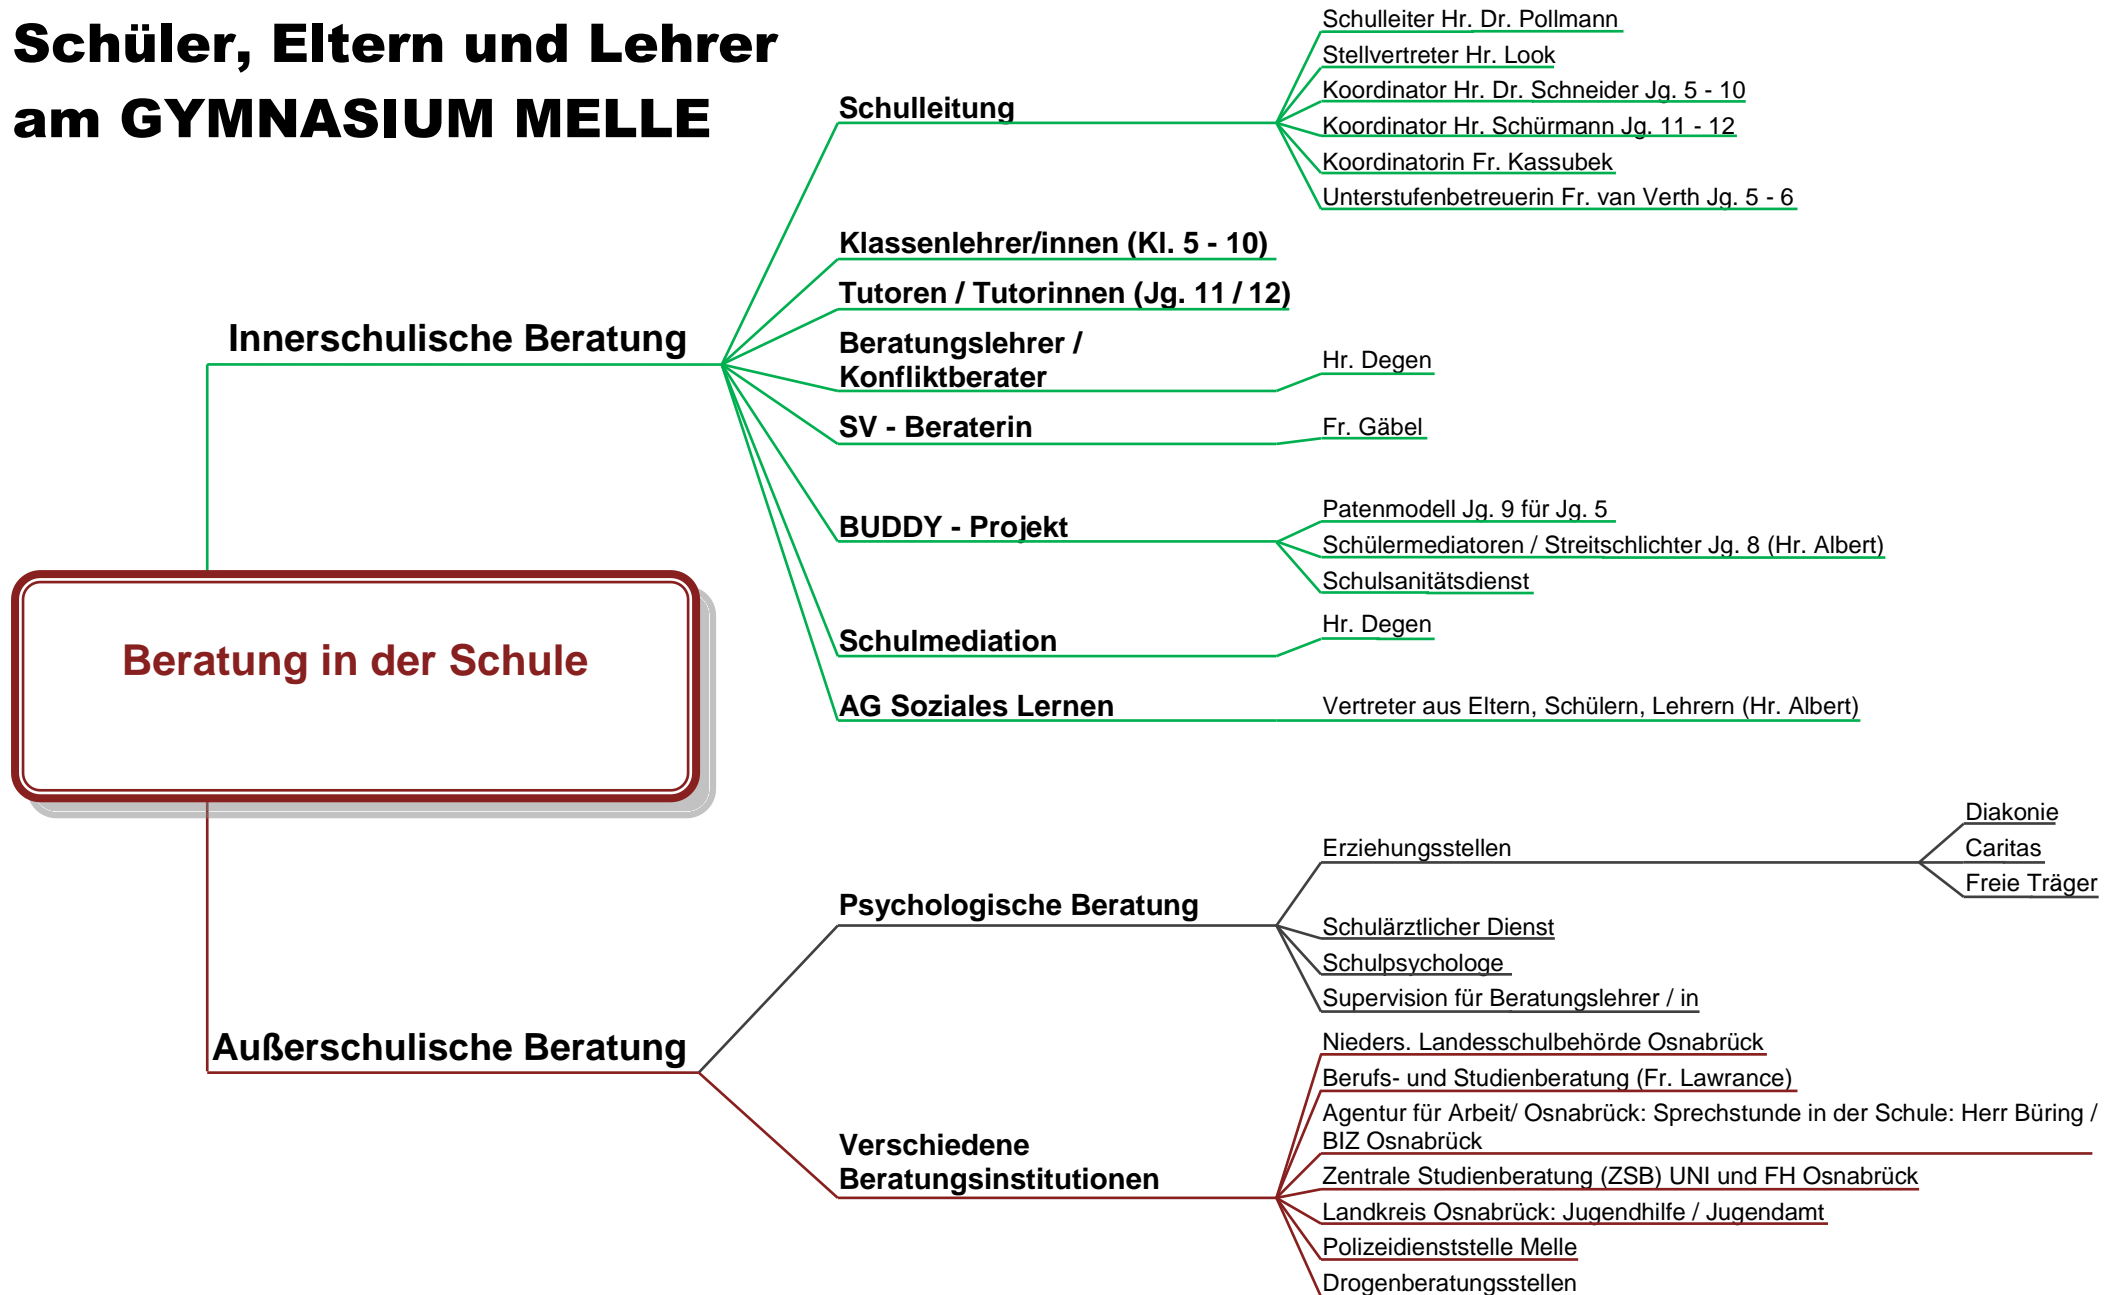 Schüler, Eltern und Lehrer
am GYMNASIUM MELLE
Beratung in der Schule
Innerschulische Beratung
Schulleitung
Schulleiter Hr. Dr. Pollmann
Stellvertreter Hr. Look
Koordinator Hr. Dr. Schneider Jg. 5 - 10
Koordinator Hr. Schürmann Jg. 11 - 12
Koordinatorin Fr. Kassubek
Unterstufenbetreuerin Fr. van Verth Jg. 5 - 6
Klassenlehrer/innen (Kl. 5 - 10)
Tutoren / Tutorinnen (Jg. 11 / 12)
Beratungslehrer /
Konfliktberater
Hr. Degen
SV - Beraterin
Fr. Gäbel
BUDDY - Projekt
Patenmodell Jg. 9 für Jg. 5
Schülermediatoren / Streitschlichter Jg. 8 (Hr. Albert)
Schulsanitätsdienst
Schulmediation
Hr. Degen
AG Soziales Lernen
Vertreter aus Eltern, Schülern, Lehrern (Hr. Albert)
Außerschulische Beratung
Psychologische Beratung
Erziehungsstellen
Diakonie
Caritas
Freie Träger
Schulärztlicher Dienst
Schulpsychologe
Supervision für Beratungslehrer / in
Verschiedene
Beratungsinstitutionen
Nieders. Landesschulbehörde Osnabrück
Berufs- und Studienberatung (Fr. Lawrance)
Agentur für Arbeit/ Osnabrück: Sprechstunde in der Schule: Herr Büring /
BIZ Osnabrück
Zentrale Studienberatung (ZSB) UNI und FH Osnabrück
Landkreis Osnabrück: Jugendhilfe / Jugendamt
Polizeidienststelle Melle
Drogenberatungsstellen